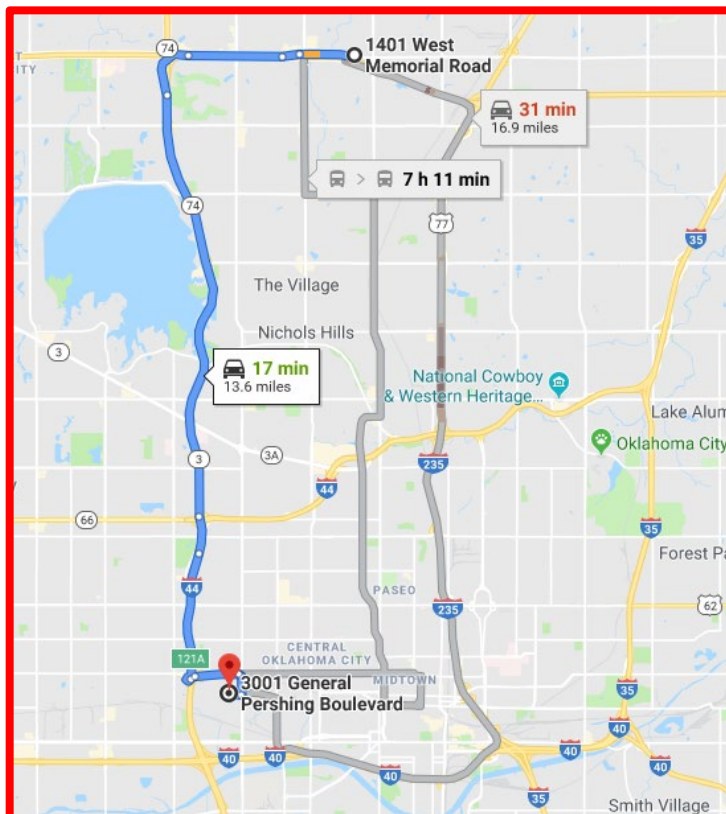 74
1401 West
Memorial Road
T
CITY
31 min
16.9 miles
> 7 h 11 min
74
77
35
The Village
3
Nichols Hills
17 min
13.6 miles
National Cowboy
& Western Heritage...
Lake Alum
3
3A
Oklahoma City
235
44
66
35
Forest Pa
44
PASEO
235
62
121A
CENTRAL
OKLAHOMA CITY
MIDTOWN
3001 General
Pershing Boulevard
35
40
40
40
40
40
40
35
Smith Village